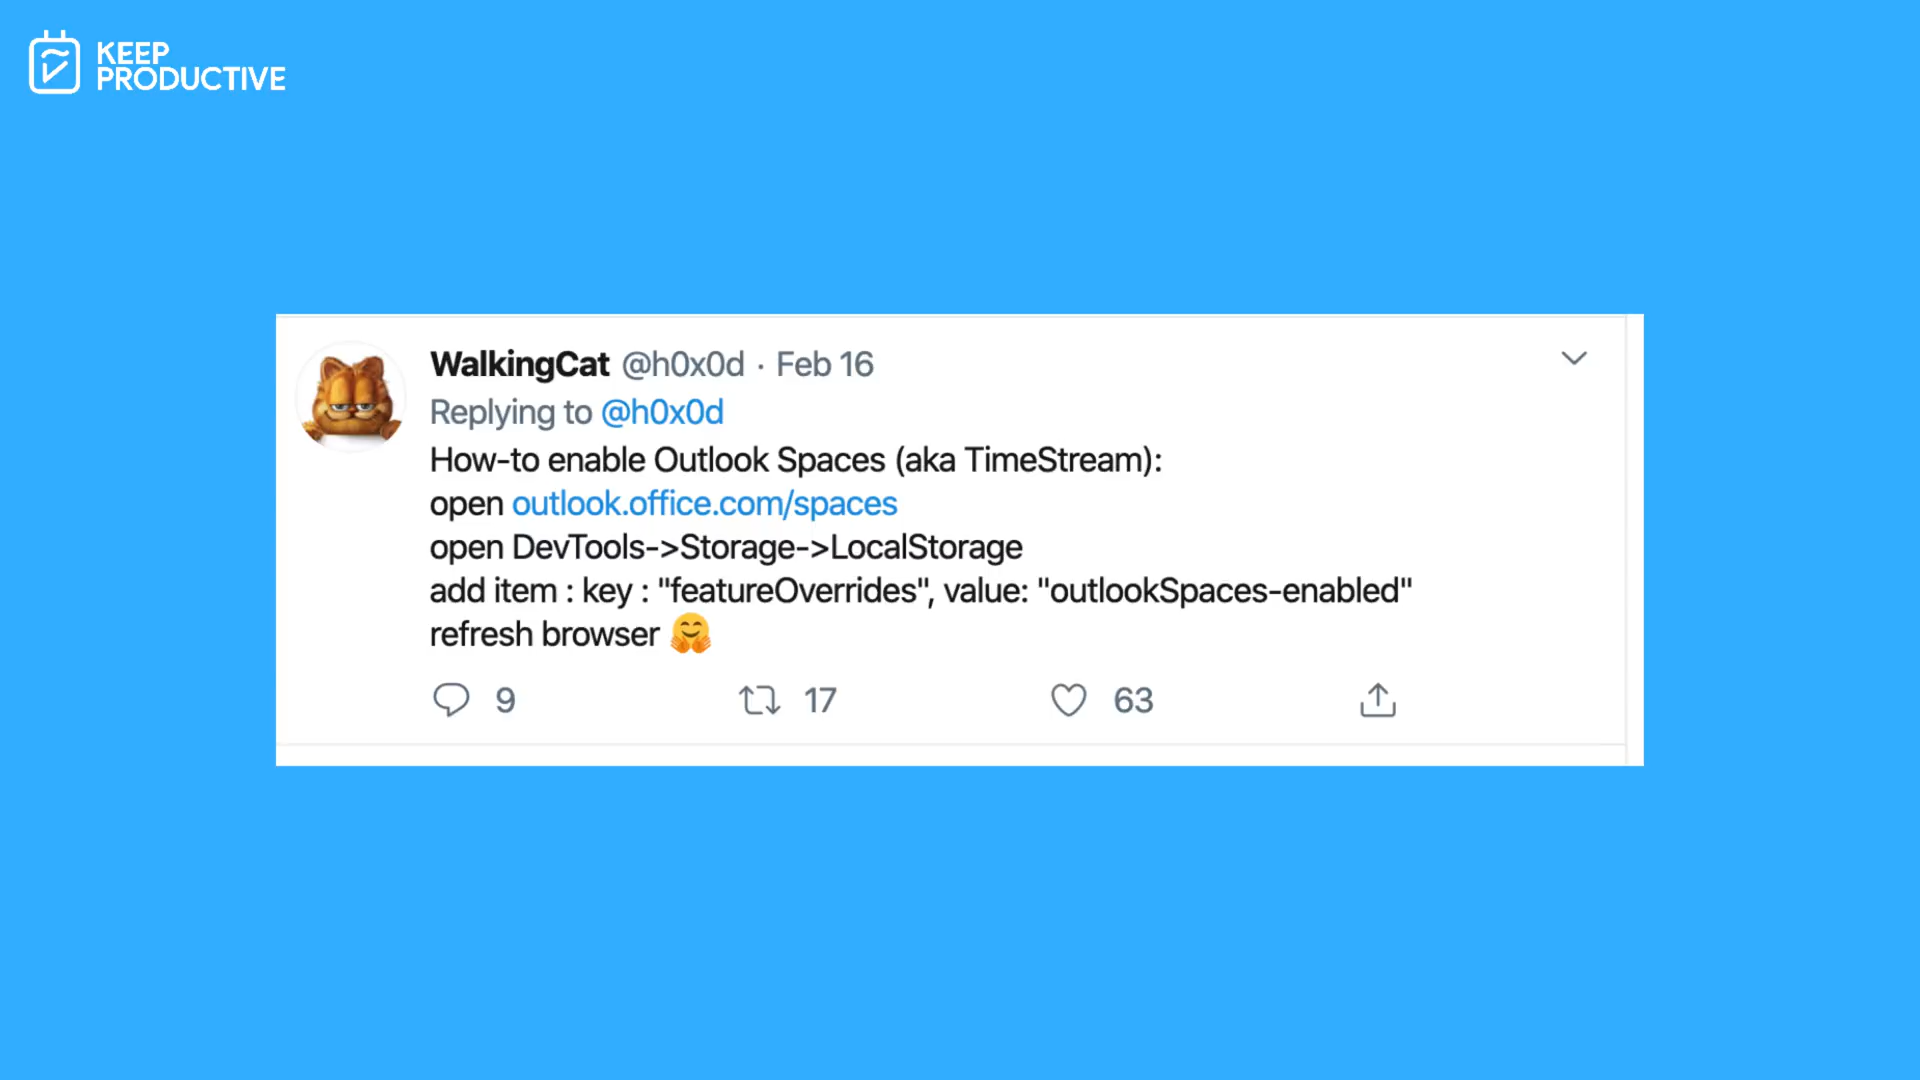 KEEP
PRODUCTIVE
WalkingCat @h0x0d · Feb 16
Replying to @h0x0d
How-to enable Outlook Spaces (aka TimeStream):
open outlook.office.com/spaces
open DevTools->Storage->LocalStorage
add item : key : "featureOverrides", value: "outlookSpaces-enabled"
refresh browser 🤗
9 17 63